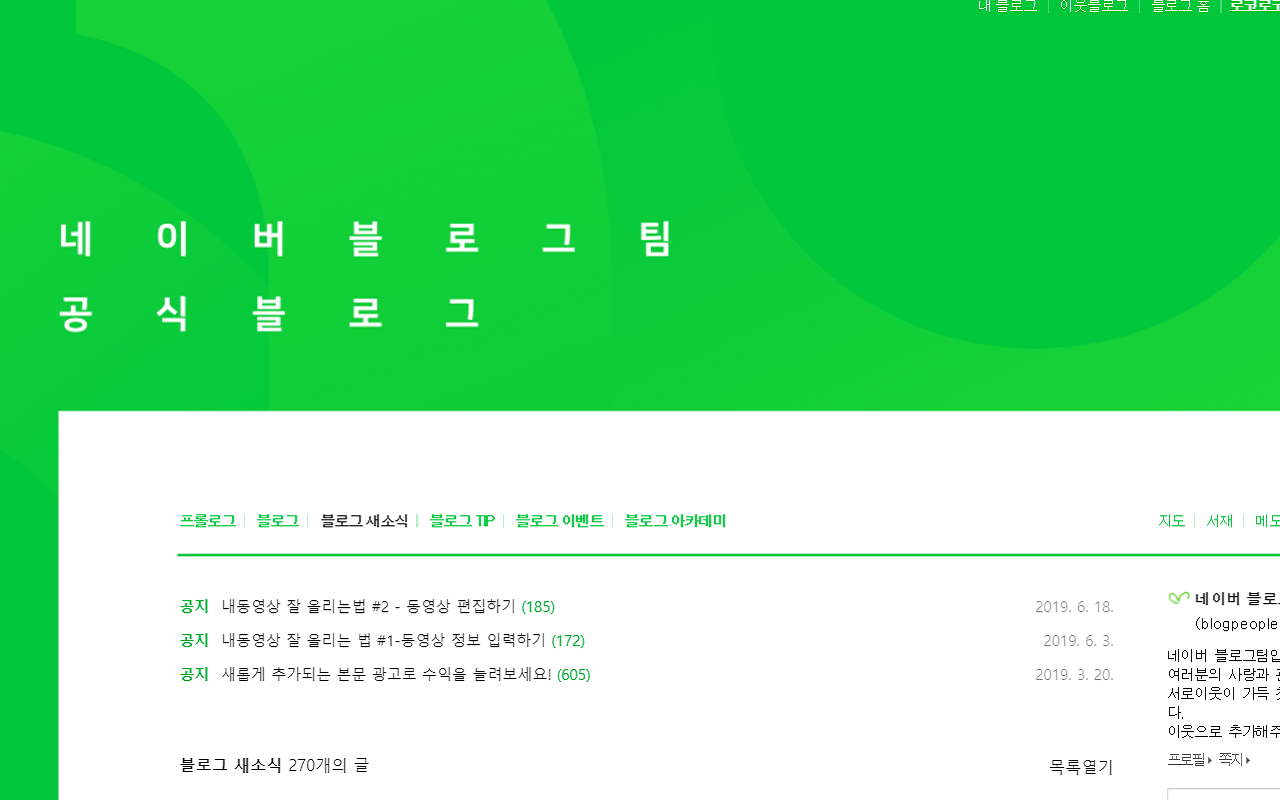 내 블로그 이웃블로그 블로그 홈
네이버블로그팀
공식블로그
프롤로그 블로그 블로그 새소식 블로그 TIP 블로그 이벤트 블로그 아카데미 지도 서재 메모
공지 내동영상 잘 올리는법 #2 - 동영상 편집하기 (185) 2019. 6. 18.
공지 내동영상 잘 올리는 법 #1-동영상 정보 입력하기 (172) 2019. 6. 3.
공지 새롭게 추가되는 본문 광고로 수익을 늘려보세요! (605) 2019. 3. 20.
블로그 새소식 270개의 글 목록열기
네이버 블로
(blogpeople
네이버 블로그팀입
여러분의 사랑과
서로이웃이 가득
다.
이웃으로 추가해주
프로필 쪽지